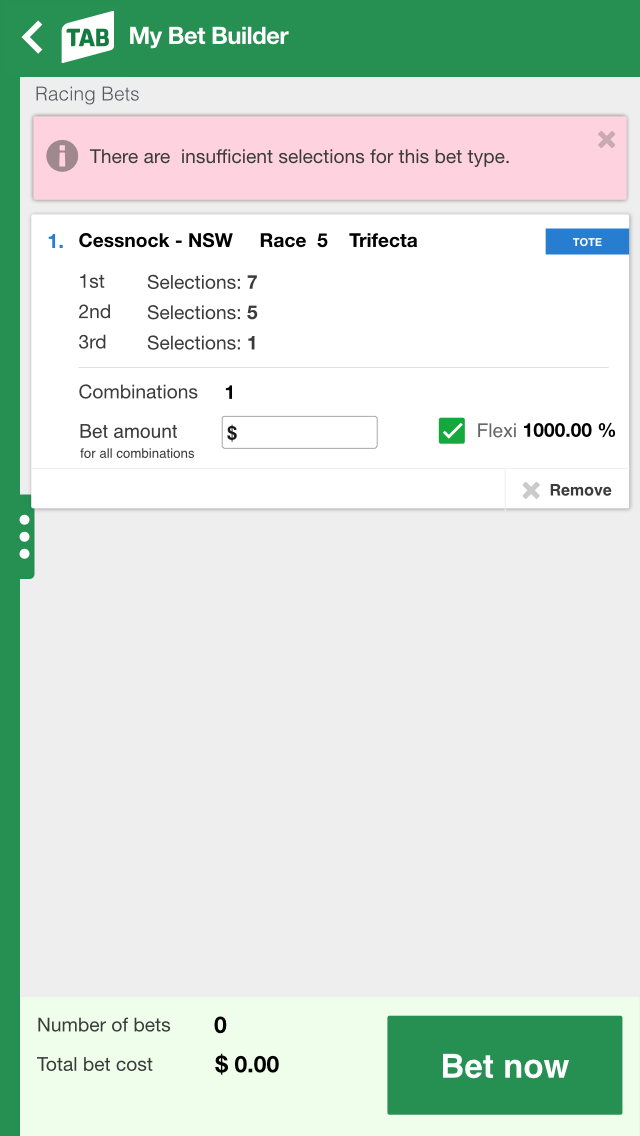 TAB My Bet Builder
Racing Bets
There are insufficient selections for this bet type.
1. Cessnock - NSW Race 5 Trifecta TOTE
1st Selections: 7
2nd Selections: 5
3rd Selections: 1
Combinations 1
Bet amount $ Flexi 1000.00 %
for all combinations
Remove
Number of bets 0
Total bet cost $ 0.00
Bet now